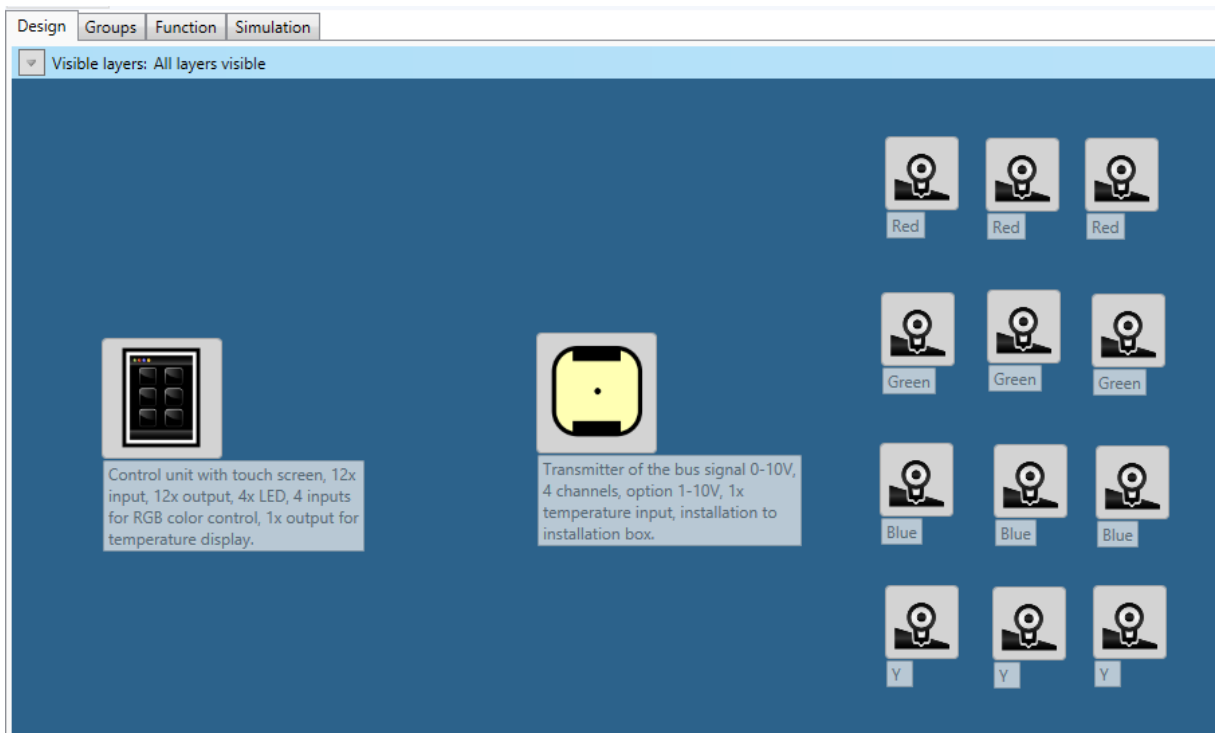 Design Groups Function Simulation
Visible layers: All layers visible
Red Red Red
Green Green Green
Control unit with touch screen, 12x
input, 12x output, 4x LED, 4 inputs
for RGB color control, 1x output for
temperature display.
Transmitter of the bus signal 0-10V,
4 channels, option 1-10V, 1x
temperature input, installation to
installation box.
Blue Blue Blue
Y Y Y